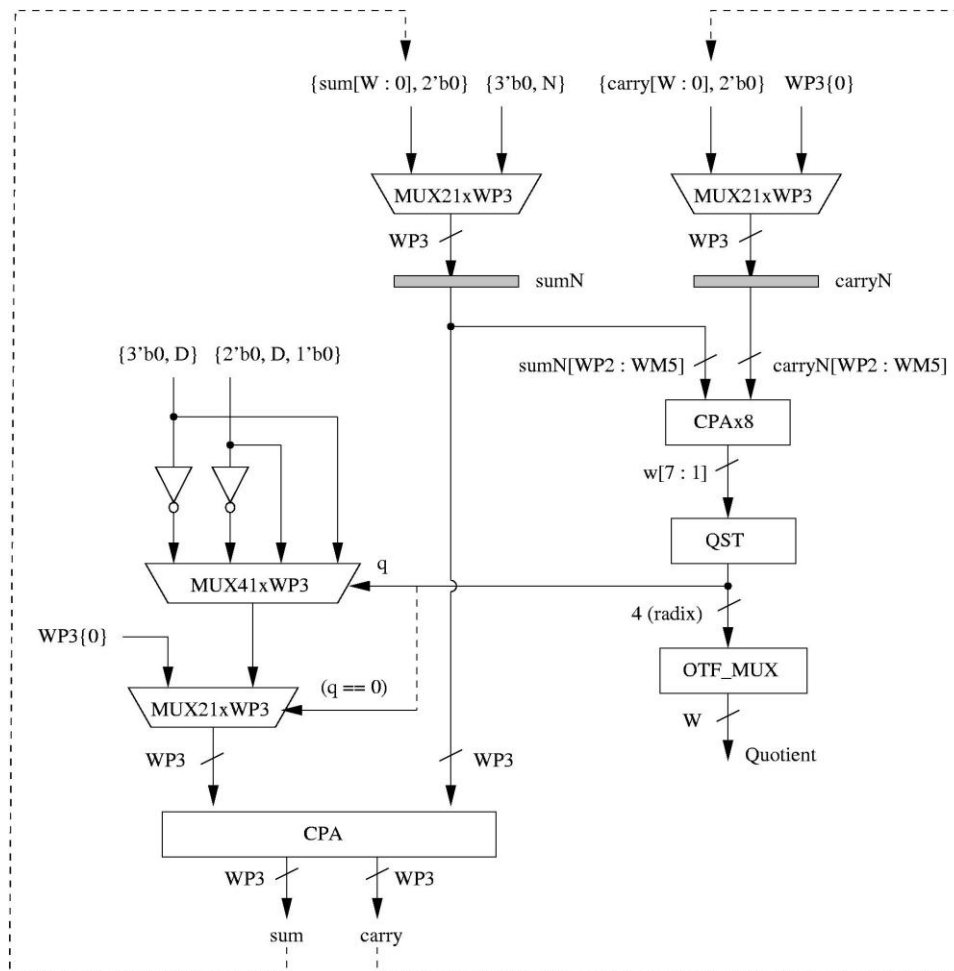 {sum[W : 0], 2'b0} {3'b0, N} {carry[W : 0], 2'b0} WP3{0}
MUX21xWP3 MUX21xWP3
WP3 WP3
sumN carryN
{3'b0, D} {2'b0, D, 1'b0}
sumN[WP2 : WM5] carryN[WP2 : WM5]
CPAx8
w[7 : 1]
QST
q
MUX41xWP3
4 (radix)
WP3{0}
OTF_MUX
(q == 0)
MUX21xWP3
W
WP3 WP3 Quotient
CPA
WP3 WP3
sum carry